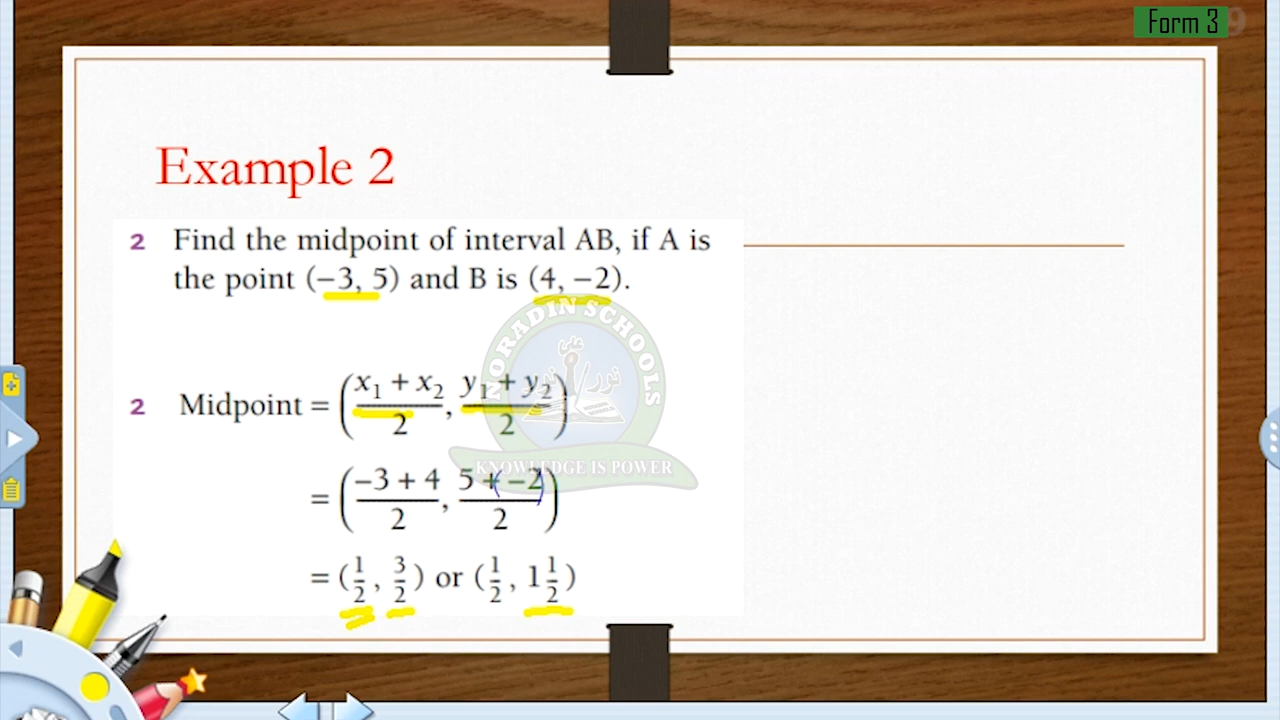 Form 3
Example 2
2 Find the midpoint of interval AB, if A is
the point (−3, 5) and B is (4, −2).
NORADIN SCHOOLS
2 Midpoint = (x₁ + x₂/2, y₁ + y₂/2)
KNOWLEDGE IS POWER
= (−3 + 4/2, 5 + (−2)/2)
= (1/2, 3/2) or (1/2, 1 1/2)